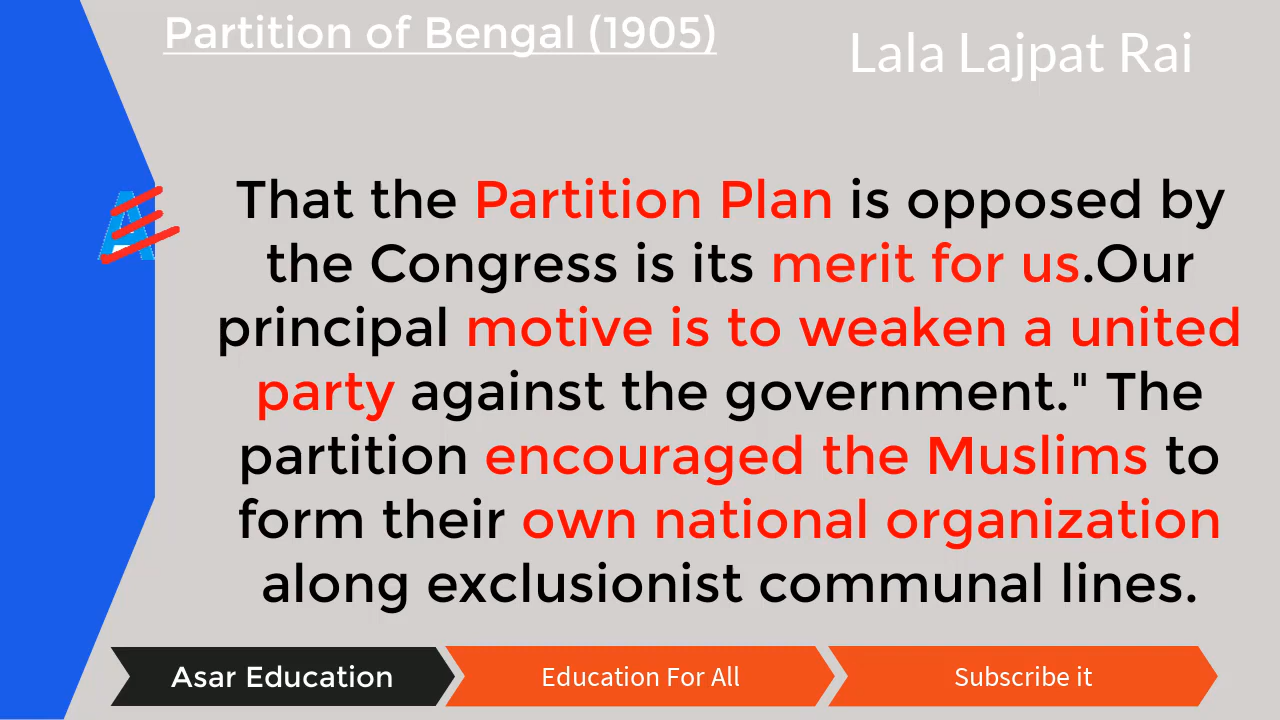 Partition of Bengal (1905)
Lala Lajpat Rai
That the Partition Plan is opposed by
the Congress is its merit for us.Our
principal motive is to weaken a united
party against the government." The
partition encouraged the Muslims to
form their own national organization
along exclusionist communal lines.
Asar Education
Education For All
Subscribe it